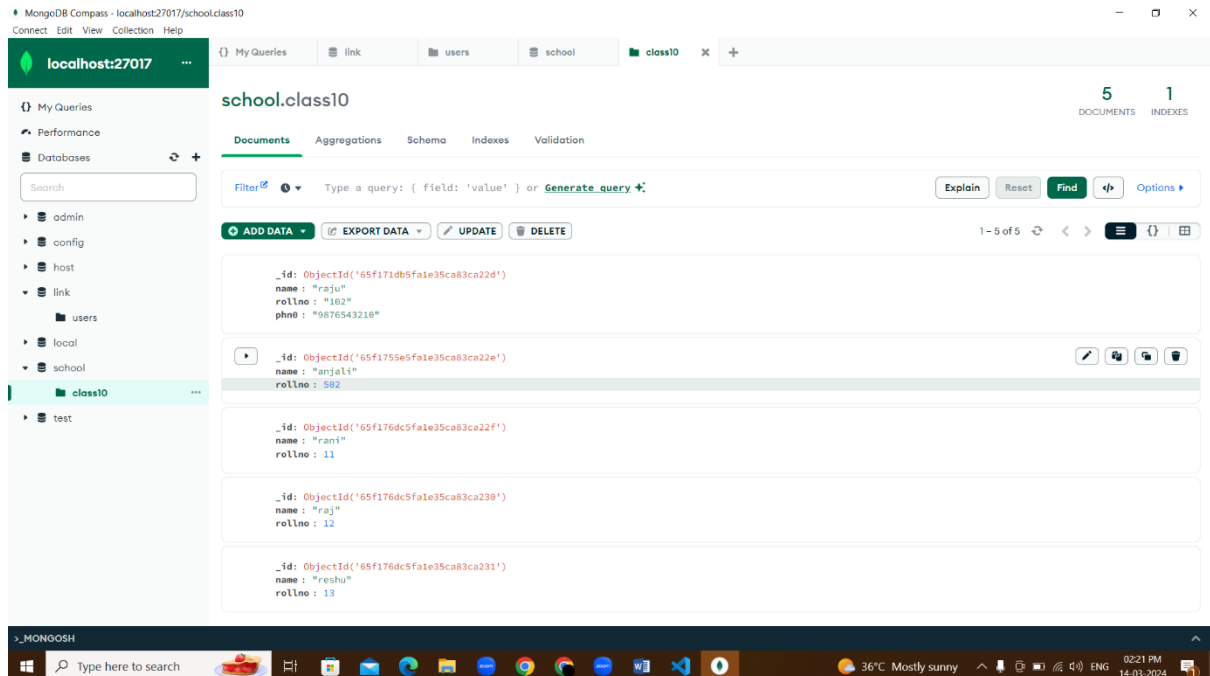 MongoDB Compass - localhost:27017/school.class10
Connect Edit View Collection Help
localhost:27017 ...
{} My Queries
link
users
school
class10
{} My Queries
Performance
Databases
Search
admin
config
host
link
users
local
school
class10 ...
test
school.class10
5
DOCUMENTS
1
INDEXES
Documents Aggregations Schema Indexes Validation
Filter Type a query: { field: 'value' } or Generate query
Explain Reset Find </> Options
ADD DATA EXPORT DATA UPDATE DELETE
1 – 5 of 5 {}
_id: ObjectId('65f171db5fa1e35ca83ca22d')
name : "raju"
rollno : "102"
phn0 : "9876543210"
_id: ObjectId('65f1755e5fa1e35ca83ca22e')
name : "anjali"
rollno : 502
_id: ObjectId('65f176dc5fa1e35ca83ca22f')
name : "rani"
rollno : 11
_id: ObjectId('65f176dc5fa1e35ca83ca230')
name : "raj"
rollno : 12
_id: ObjectId('65f176dc5fa1e35ca83ca231')
name : "reshu"
rollno : 13
>_MONGOSH
Type here to search
zoom
zoom
36°C Mostly sunny
ENG
02:21 PM
14-03-2024
1